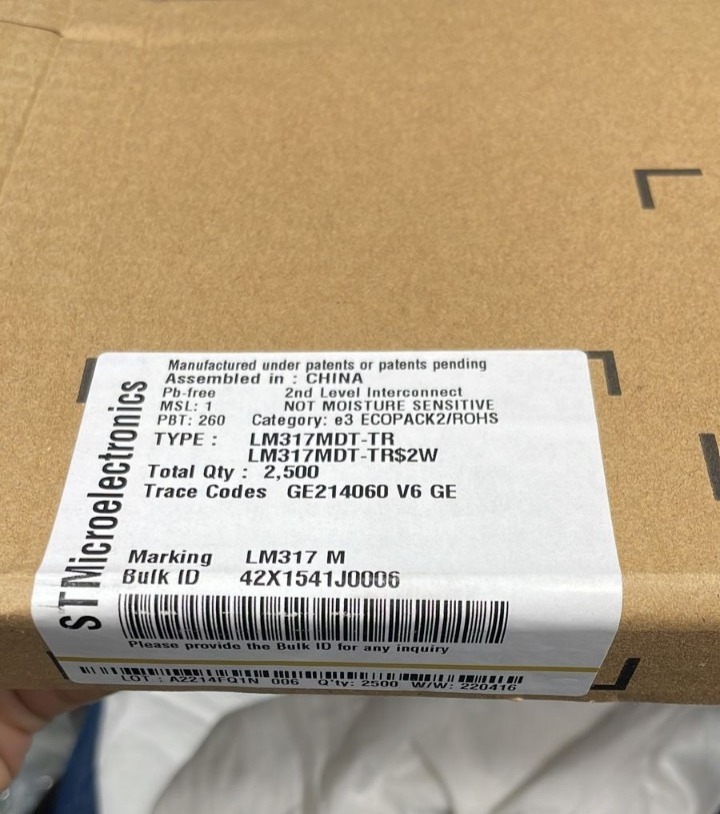 STMicroelectronics
Manufactured under patents or patents pending
Assembled in : CHINA
Pb-free 2nd Level Interconnect
MSL: 1 NOT MOISTURE SENSITIVE
PBT: 260 Category: e3 ECOPACK2/ROHS
TYPE : LM317MDT-TR
LM317MDT-TR$2W
Total Qty : 2,500
Trace Codes GE214060 V6 GE
Marking LM317 M
Bulk ID 42X1541J0006
Please provide the Bulk ID for any inquiry
LOT : A2214FQ1N 006 Q'ty: 2500 W/W: 220416